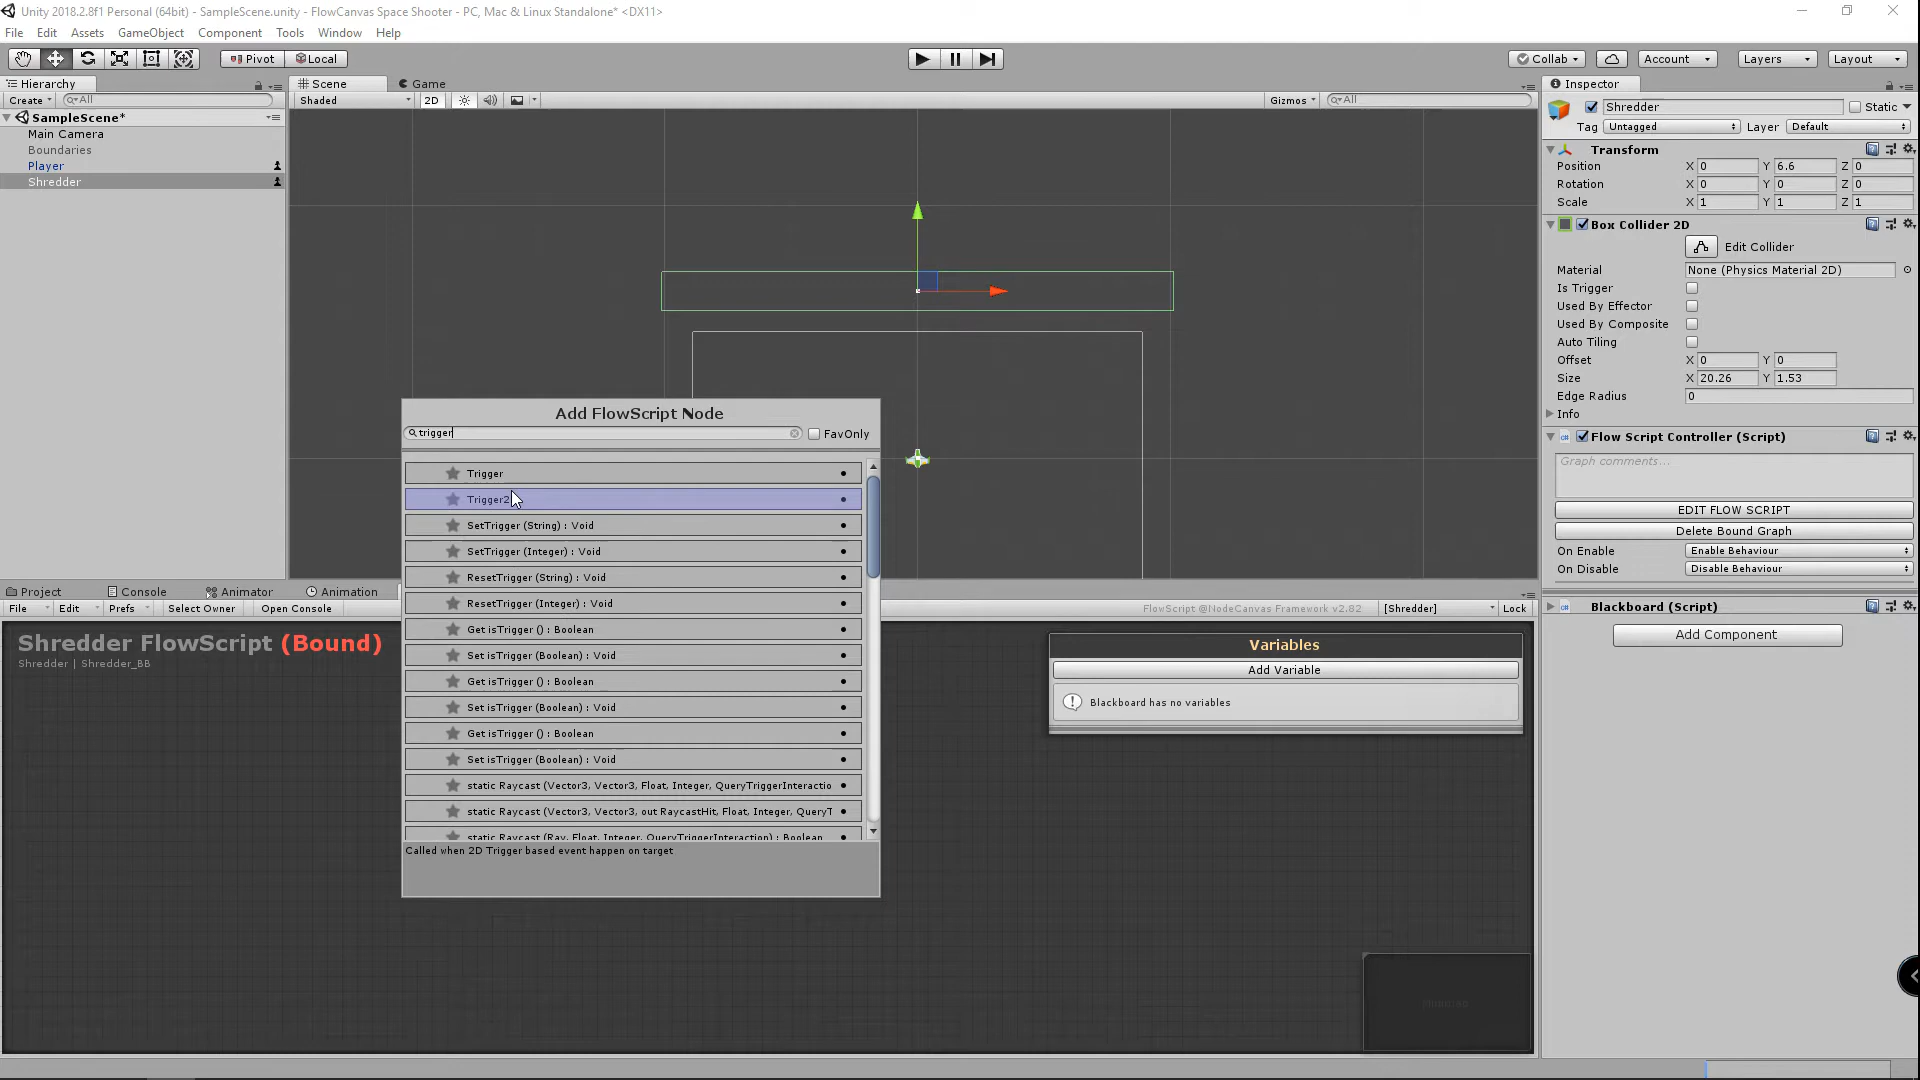 Unity 2018.2.8f1 Personal (64bit) - SampleScene.unity - FlowCanvas Space Shooter - PC, Mac & Linux Standalone* <DX11>
File Edit Assets GameObject Component Tools Window Help
Pivot Local Collab Account Layers Layout
Hierarchy
Create All
SampleScene*
Main Camera
Boundaries
Player
Shredder
Scene Game
Shaded 2D Gizmos All
Inspector
Shredder Static
Tag Untagged Layer Default
Transform
Position X 0 Y 6.6 Z 0
Rotation X 0 Y 0 Z 0
Scale X 1 Y 1 Z 1
Box Collider 2D
Edit Collider
Material None (Physics Material 2D)
Is Trigger
Used By Effector
Used By Composite
Auto Tiling
Offset X 0 Y 0
Size X 20.26 Y 1.53
Edge Radius 0
Info
Flow Script Controller (Script)
Graph comments...
EDIT FLOW SCRIPT
Delete Bound Graph
On Enable Enable Behaviour
On Disable Disable Behaviour
Blackboard (Script)
Add Component
Add FlowScript Node
trigger FavOnly
Trigger
Trigger2
SetTrigger (String) : Void
SetTrigger (Integer) : Void
ResetTrigger (String) : Void
ResetTrigger (Integer) : Void
Get isTrigger () : Boolean
Set isTrigger (Boolean) : Void
Get isTrigger () : Boolean
Set isTrigger (Boolean) : Void
Get isTrigger () : Boolean
Set isTrigger (Boolean) : Void
static Raycast (Vector3, Vector3, Float, Integer, QueryTriggerInteractio
static Raycast (Vector3, Vector3, out RaycastHit, Float, Integer, QueryT
static Raycast (Ray, Float, Integer, QueryTriggerInteraction) : Boolean
Called when 2D Trigger based event happen on target
Project Console Animator Animation
File Edit Prefs Select Owner Open Console FlowScript @NodeCanvas Framework v2.82 [Shredder] Lock
Shredder FlowScript (Bound)
Shredder | Shredder_BB
Variables
Add Variable
Blackboard has no variables